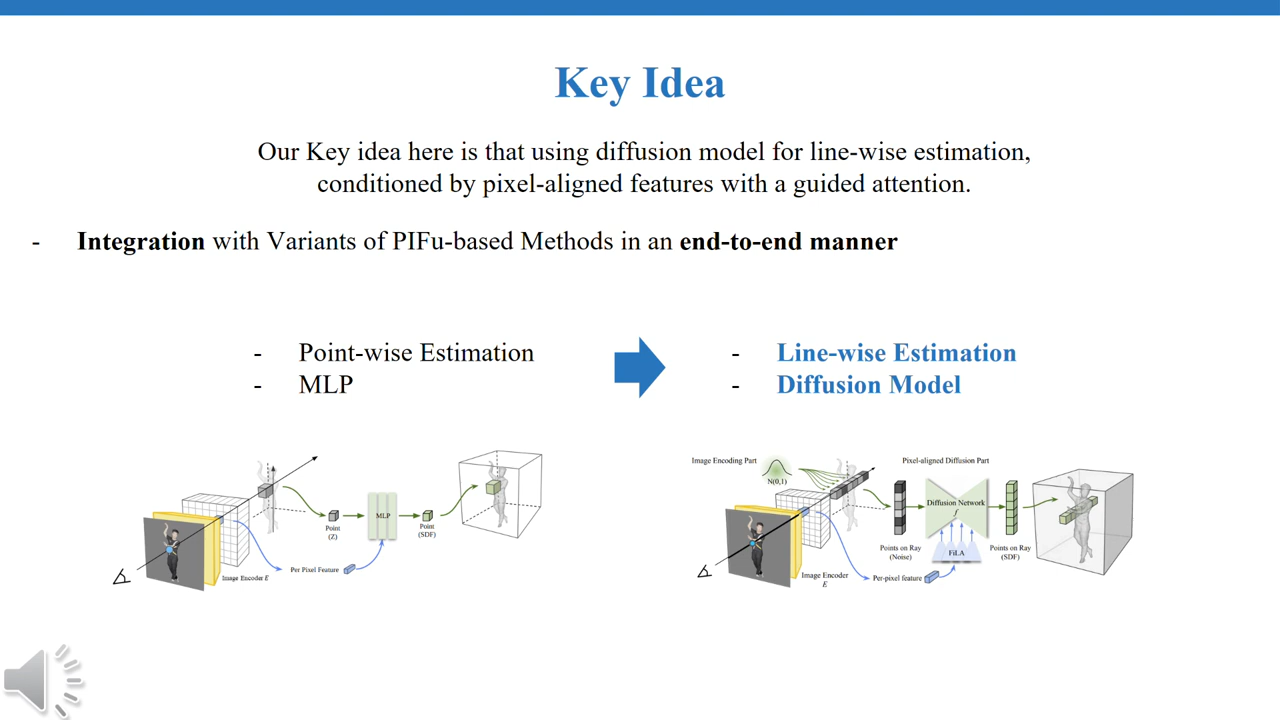 Key Idea
Our Key idea here is that using diffusion model for line-wise estimation,
conditioned by pixel-aligned features with a guided attention.
- Integration with Variants of PIFu-based Methods in an end-to-end manner
- Point-wise Estimation
- MLP
- Line-wise Estimation
- Diffusion Model
MLP
Point
(Z)
Point
(SDF)
Per Pixel Feature
Image Encoder E
Image Encoding Part
N(0,1)
Pixel-aligned Diffusion Part
Diffusion Network
f
Points on Ray
(Noise)
FiLA
Points on Ray
(SDF)
Image Encoder
E
Per-pixel feature